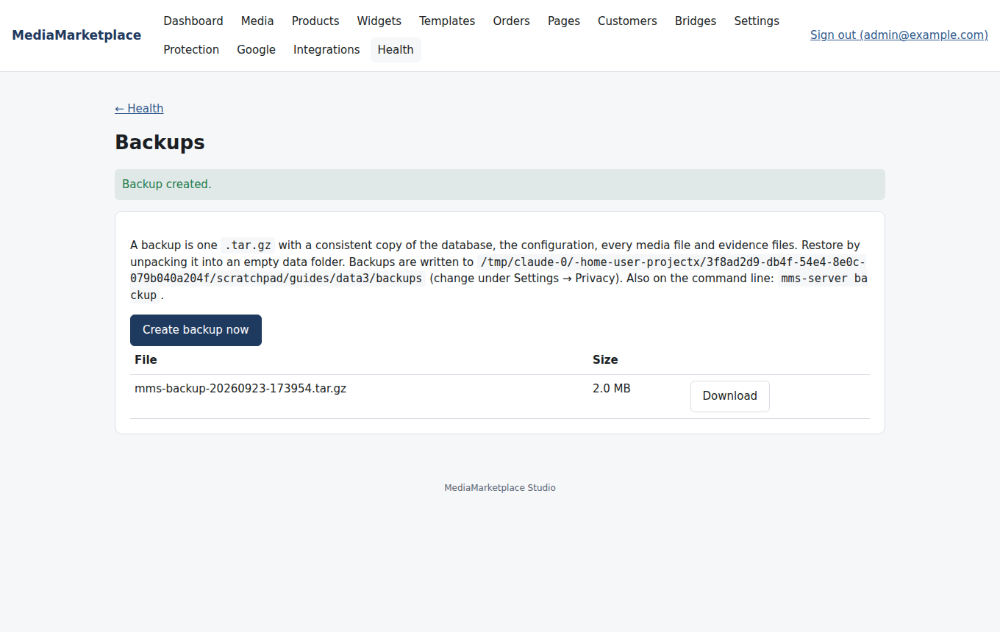 MediaMarketplace
Dashboard Media Products Widgets Templates Orders Pages Customers Bridges Settings
Protection Google Integrations Health
Sign out (admin@example.com)
← Health
Backups
Backup created.
A backup is one .tar.gz with a consistent copy of the database, the configuration, every media file and evidence files. Restore by
unpacking it into an empty data folder. Backups are written to /tmp/claude-0/-home-user-projectx/3f8ad2d9-db4f-54e4-8e0c-
079b040a204f/scratchpad/guides/data3/backups (change under Settings → Privacy). Also on the command line: mms-server ba
ckup.
Create backup now
File Size
mms-backup-20260923-173954.tar.gz 2.0 MB Download
MediaMarketplace Studio